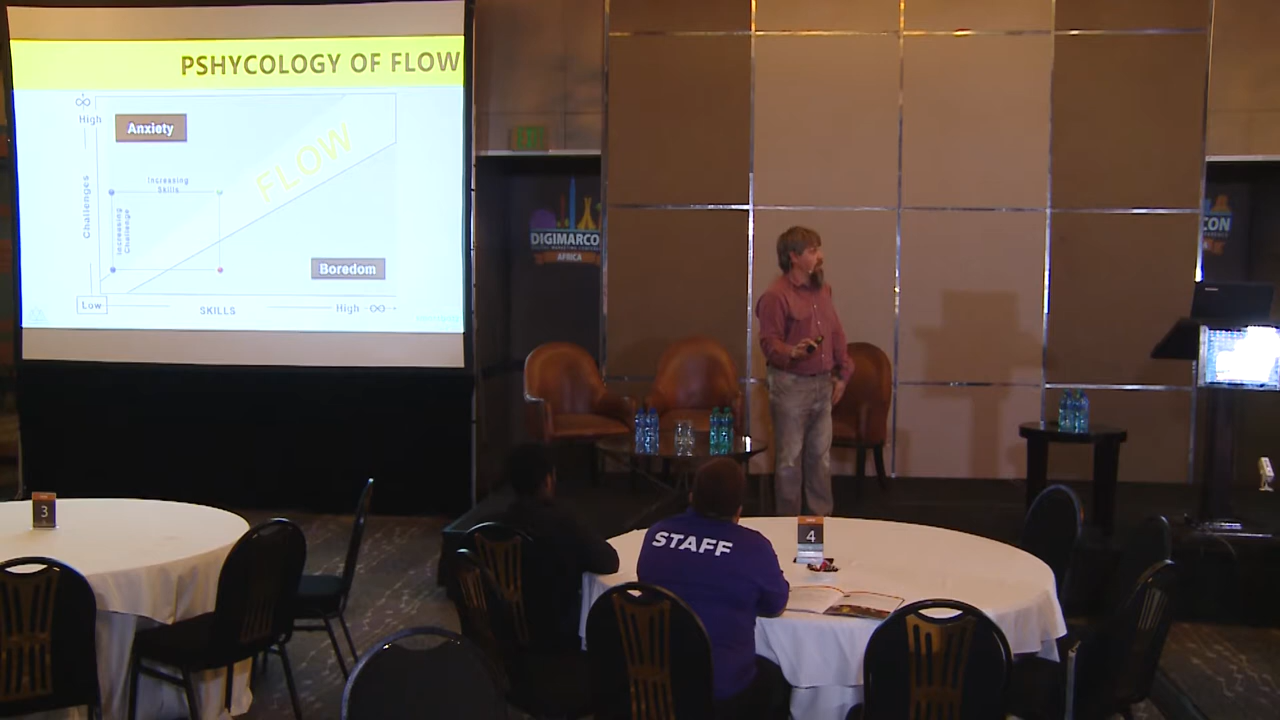 PSHYCOLOGY OF FLOW
∞
High
Anxiety
FLOW
Increasing
Skills
Challenges
Increasing
Challenge
Boredom
Low
SKILLS
High
∞
DIGIMARCO
AFRICA
CON
STAFF
3
4